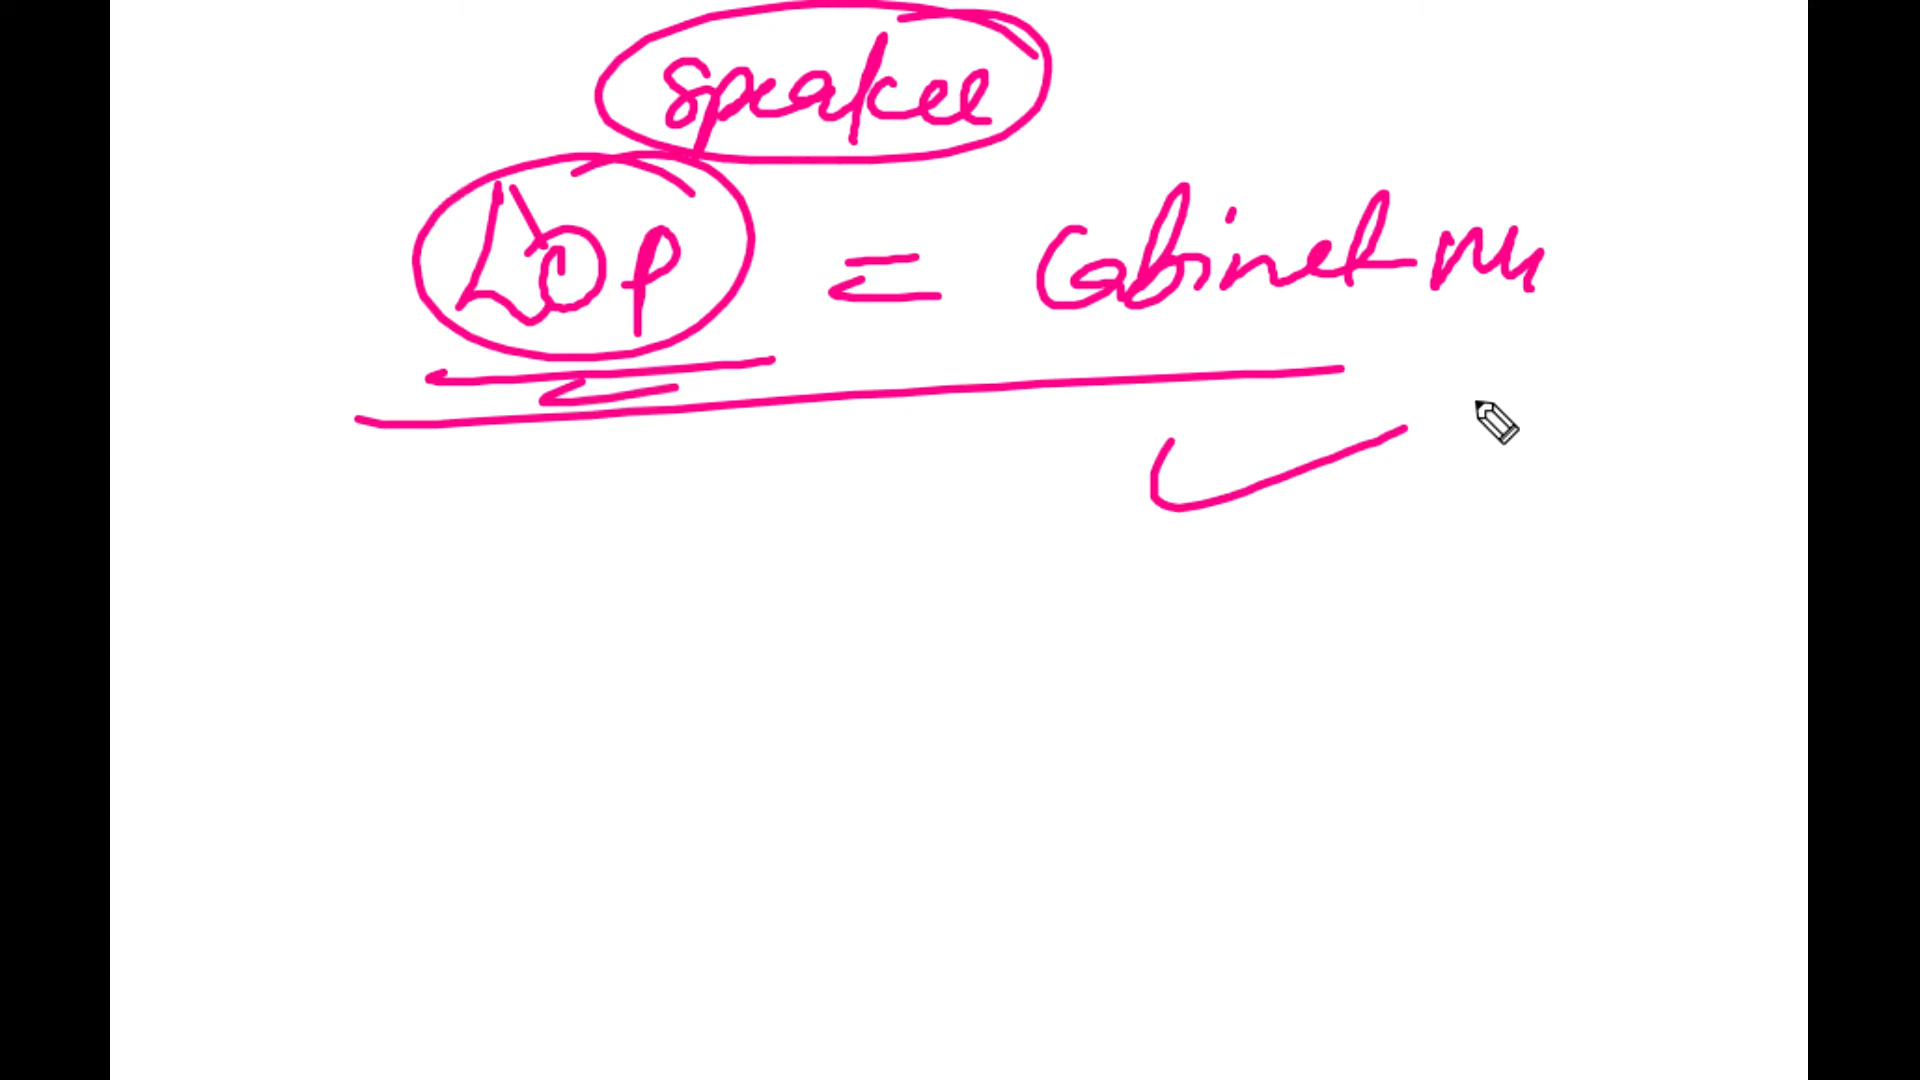 Speaker
LOP = Cabinet